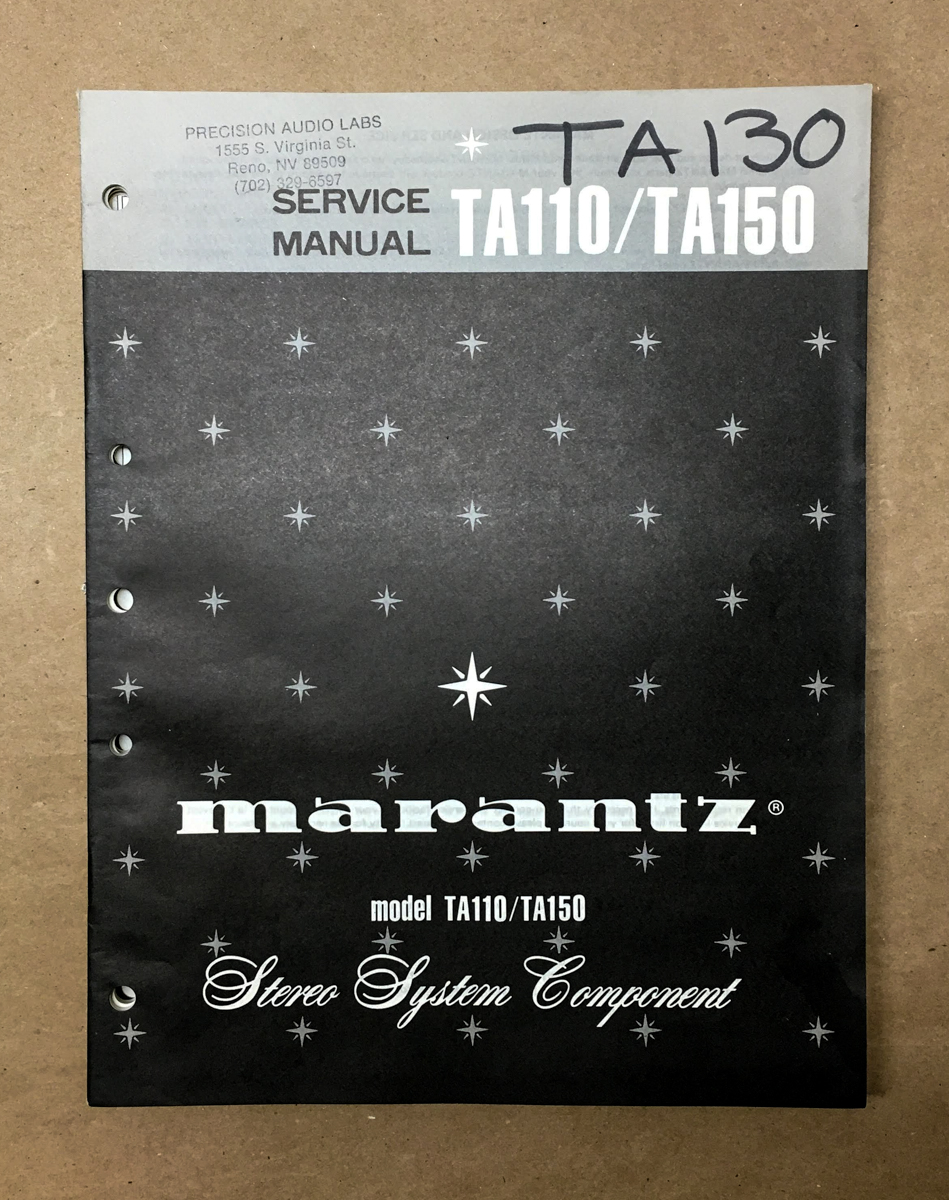 PRECISION AUDIO LABS
1555 S. Virginia St.
Reno, NV 89509
(702) 329-6597
TA130
SERVICE
MANUAL
TA110/TA150
marantz®
model TA110/TA150
Stereo System Component